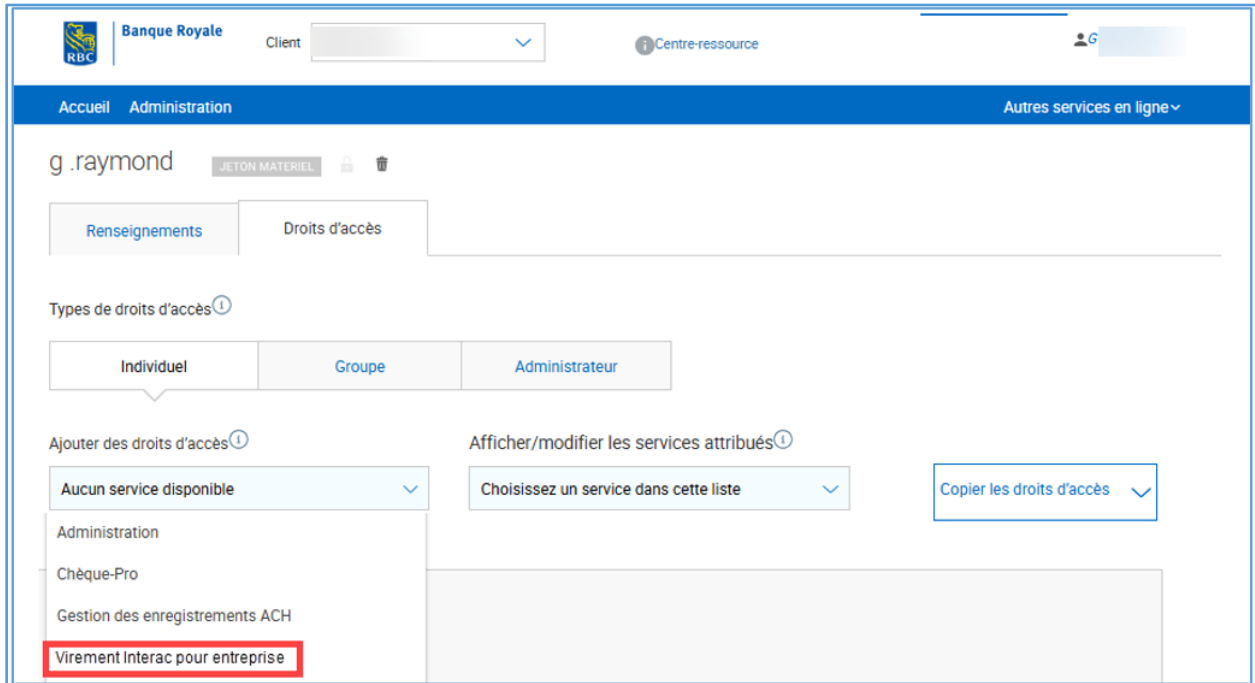 Banque Royale
RBC
Client
Centre-ressource
G
Accueil Administration Autres services en ligne
g .raymond JETON MATERIEL
Renseignements Droits d'accès
Types de droits d'accès
Individuel Groupe Administrateur
Ajouter des droits d'accès Afficher/modifier les services attribués
Aucun service disponible Choisissez un service dans cette liste Copier les droits d'accès
Administration
Chèque-Pro
Gestion des enregistrements ACH
Virement Interac pour entreprise